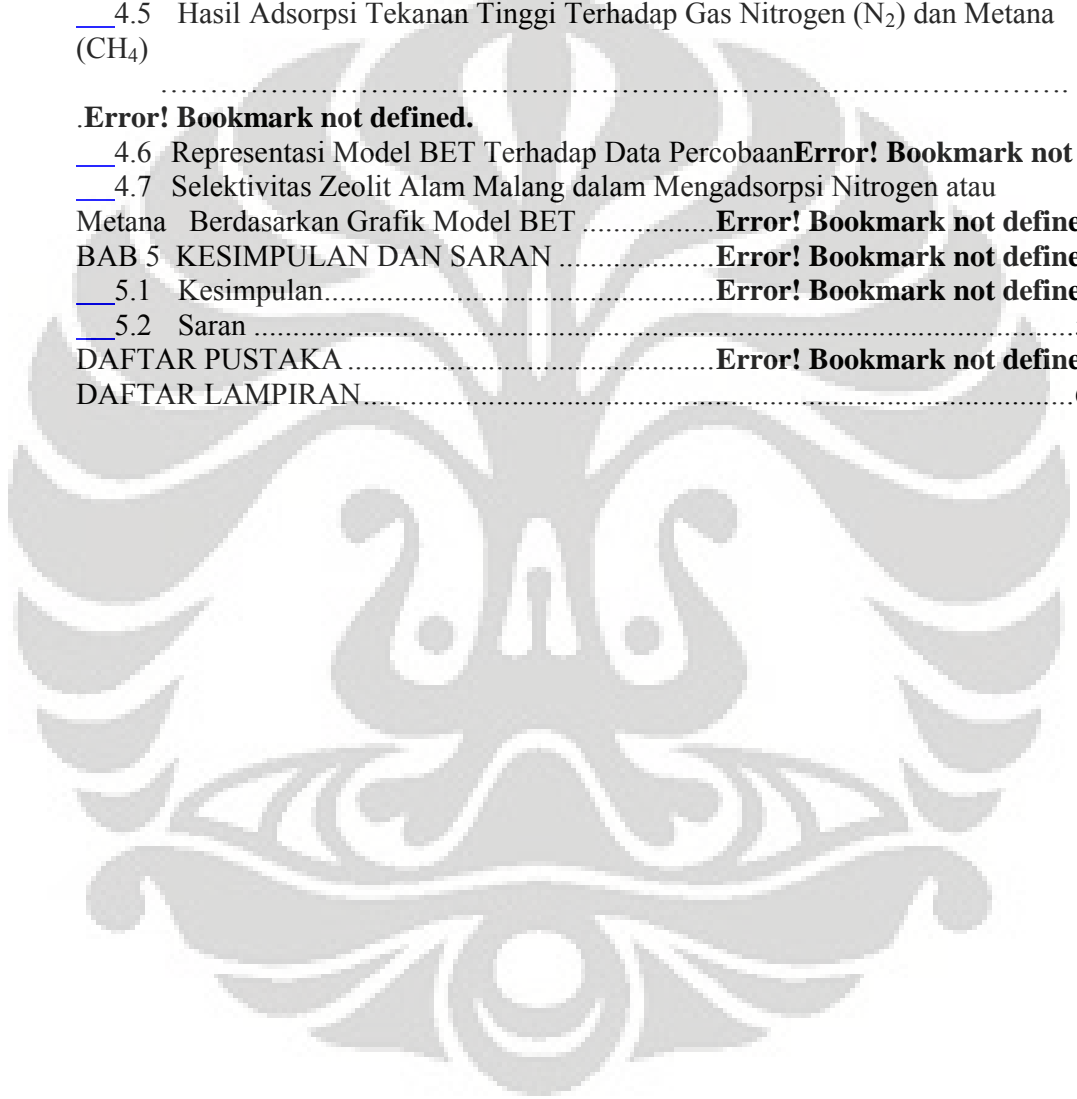 4.5 Hasil Adsorpsi Tekanan Tinggi Terhadap Gas Nitrogen (N₂) dan Metana
(CH₄)
……………………………………………………………………………….
.Error! Bookmark not defined.
4.6 Representasi Model BET Terhadap Data PercobaanError! Bookmark not
4.7 Selektivitas Zeolit Alam Malang dalam Mengadsorpsi Nitrogen atau
Metana Berdasarkan Grafik Model BET .................Error! Bookmark not define
BAB 5 KESIMPULAN DAN SARAN ....................Error! Bookmark not define
5.1 Kesimpulan..................................................Error! Bookmark not define
5.2 Saran ..........................................................................................................
DAFTAR PUSTAKA ...............................................Error! Bookmark not define
DAFTAR LAMPIRAN............................................................................................